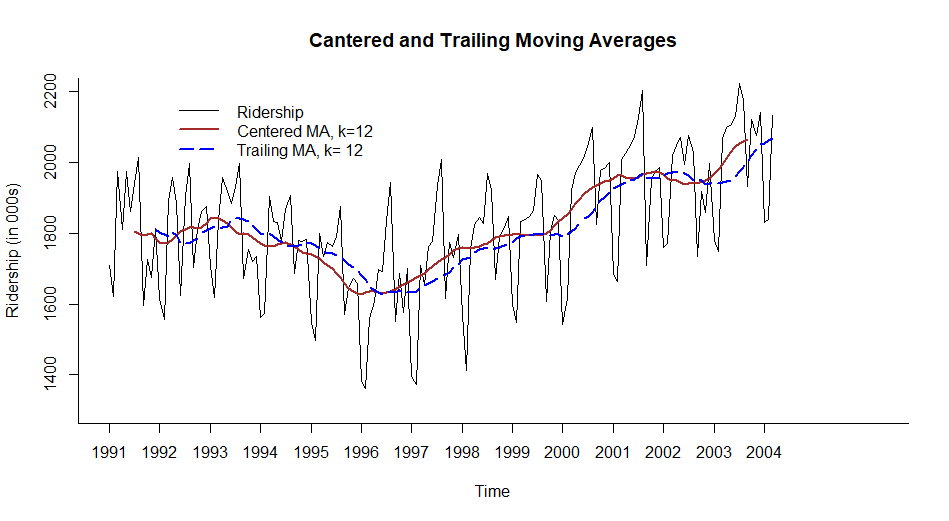 Cantered and Trailing Moving Averages
Ridership (in 000s)
2200
2000
1800
1600
1400
Ridership
Centered MA, k=12
Trailing MA, k= 12
1991 1992 1993 1994 1995 1996 1997 1998 1999 2000 2001 2002 2003 2004
Time